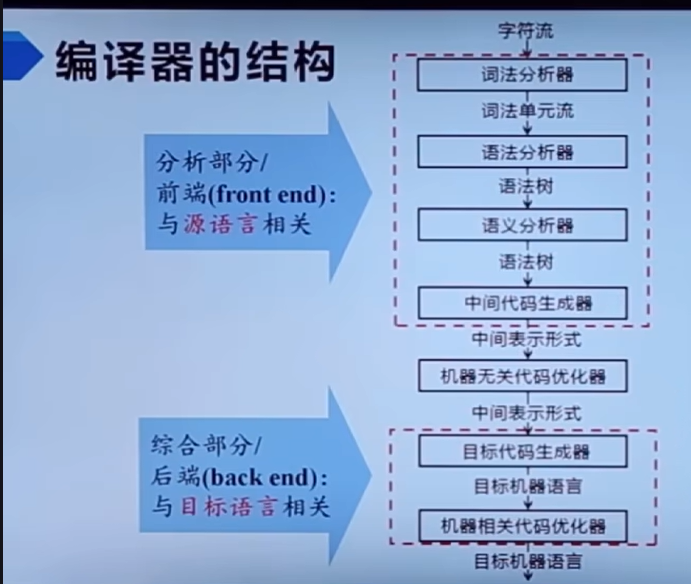 编译器的结构
字符流
词法分析器
词法单元流
语法分析器
语法树
语义分析器
语法树
中间代码生成器
中间表示形式
机器无关代码优化器
中间表示形式
目标代码生成器
目标机器语言
机器相关代码优化器
目标机器语言
分析部分/
前端(front end):
与源语言相关
综合部分/
后端(back end):
与目标语言相关